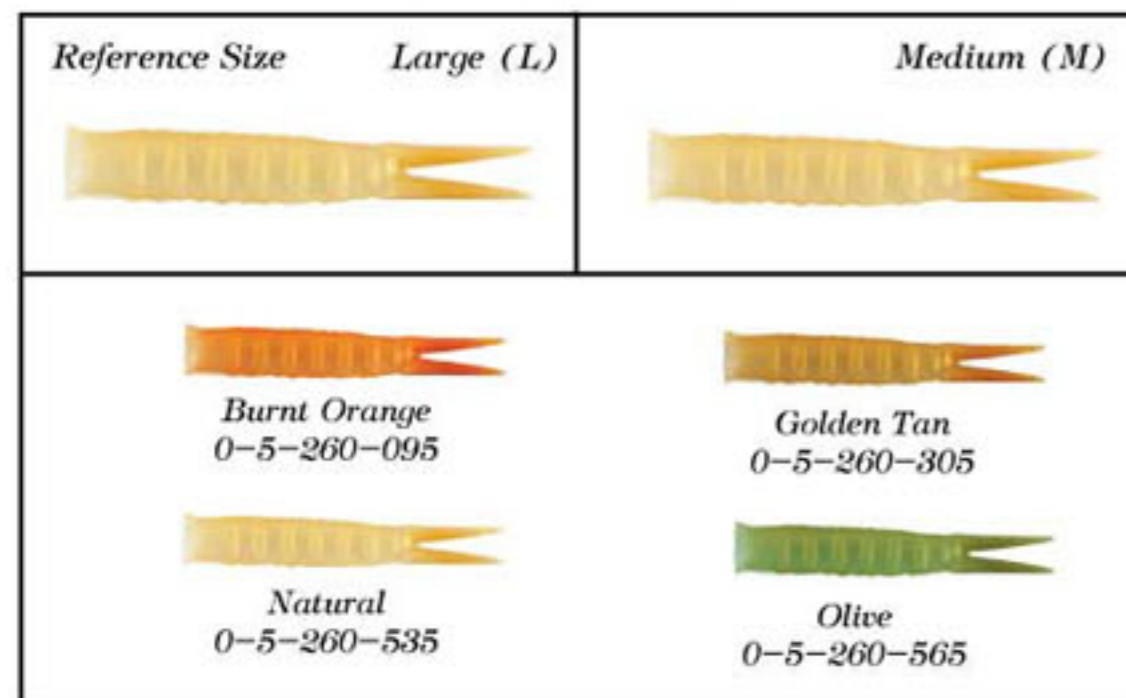 Reference Size Large (L)
Medium (M)
Burnt Orange
0-5-260-095
Golden Tan
0-5-260-305
Natural
0-5-260-535
Olive
0-5-260-565